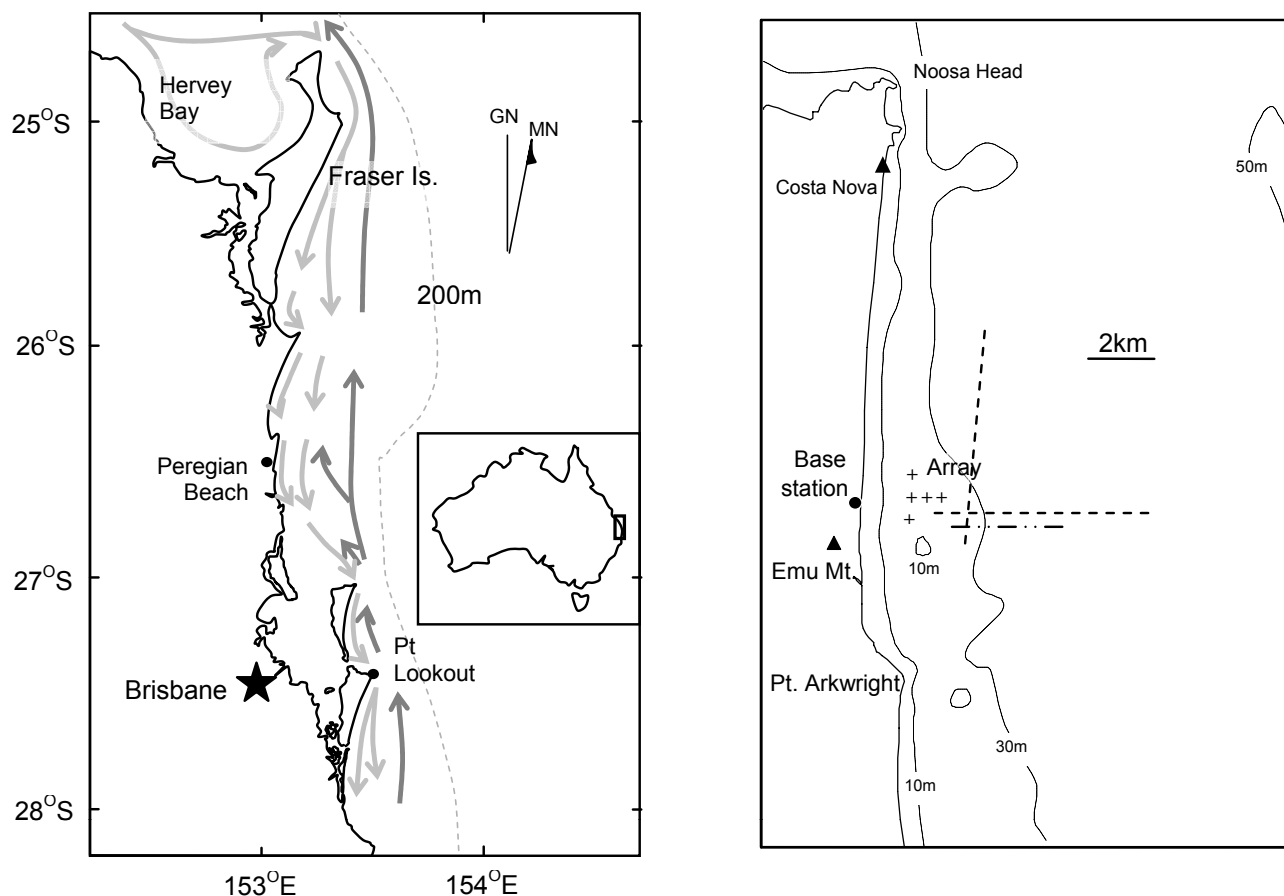 Hervey
Bay
25°S
Fraser Is.
GN
MN
200m
26°S
Peregian
Beach
27°S
Pt
Lookout
Brisbane
28°S
153°E
154°E
Noosa Head
50m
Costa Nova
2km
Base
station
Array
Emu Mt.
10m
Pt. Arkwright
30m
10m